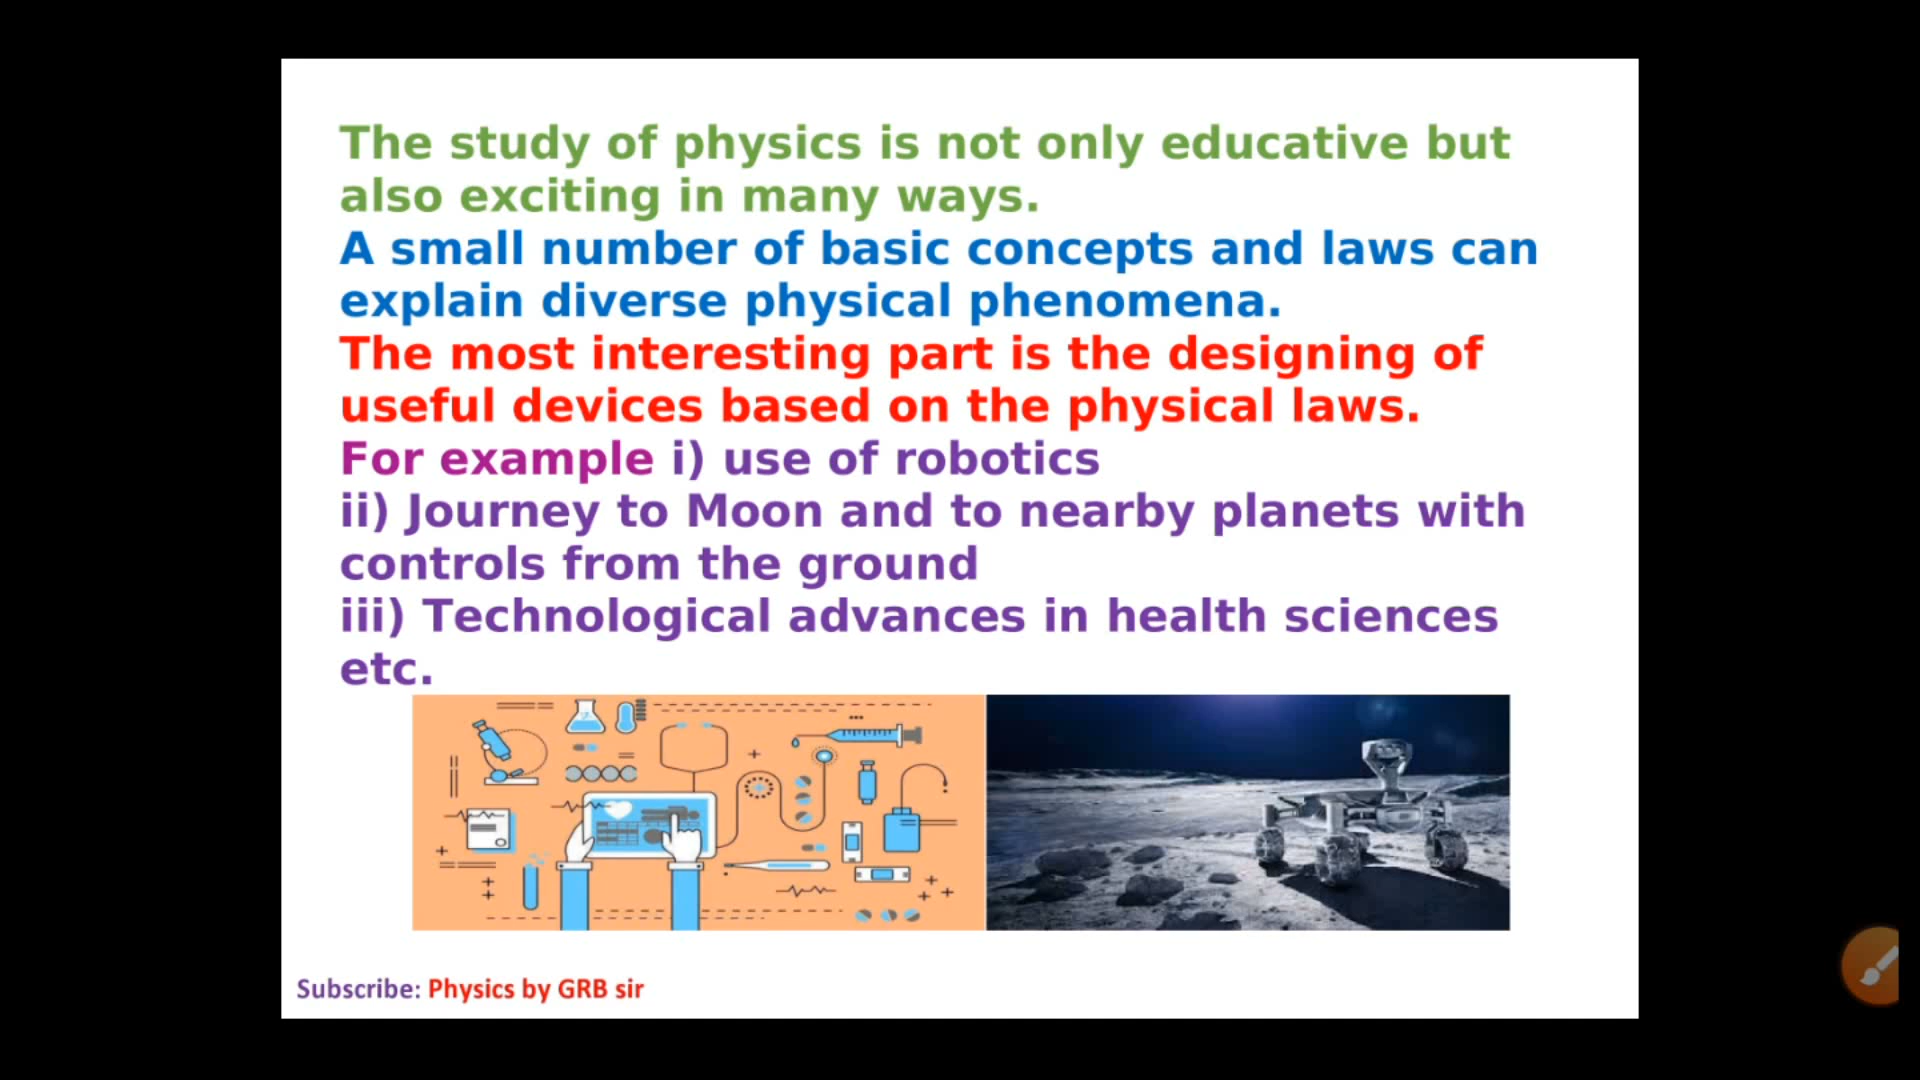 The study of physics is not only educative but
also exciting in many ways.
A small number of basic concepts and laws can
explain diverse physical phenomena.
The most interesting part is the designing of
useful devices based on the physical laws.
For example i) use of robotics
ii) Journey to Moon and to nearby planets with
controls from the ground
iii) Technological advances in health sciences
etc.
Subscribe: Physics by GRB sir